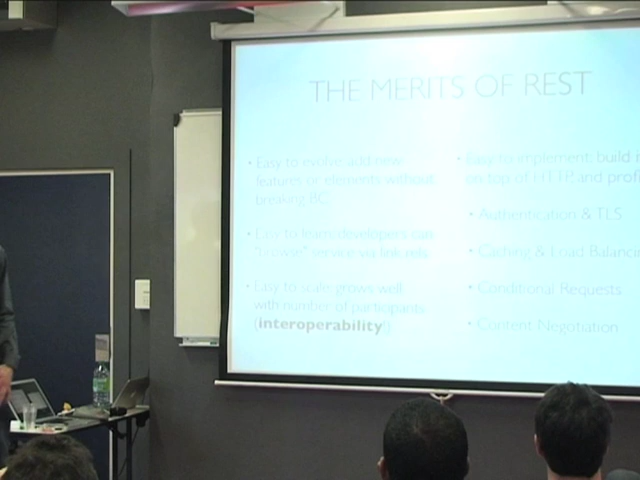 THE MERITS OF REST
• Easy to evolve: add new
features or elements without
breaking BC
• Easy to learn: developers can
"browse" service via link rels
• Easy to scale: grows well
with number of participants
(interoperability!)
• Easy to implement: build
on top of HTTP and
• Authentication & TLS
• Caching & Load
• Conditional Requests
• Content Negotiation